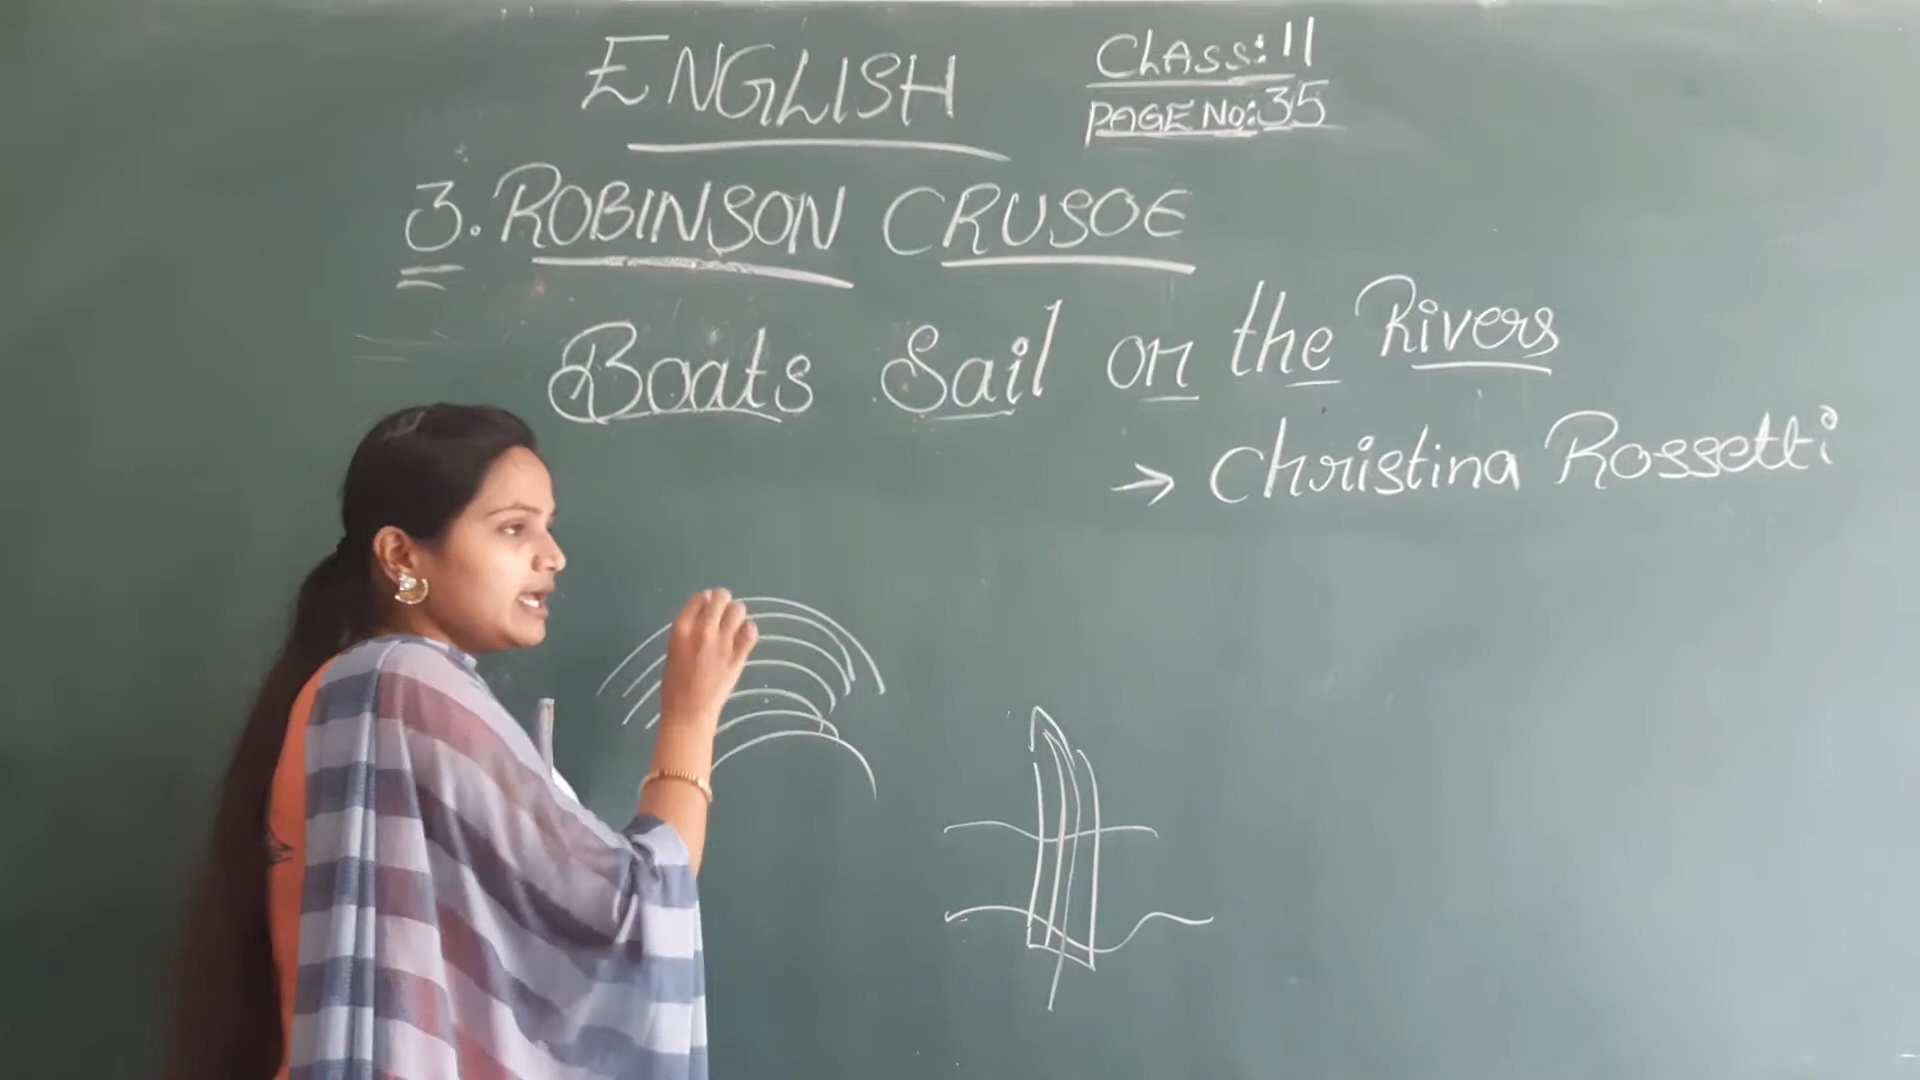 ENGLISH
CLASS: 11
PAGE NO: 35
3. ROBINSON CRUSOE
Boats Sail on the Rivers
→ Christina Rossetti